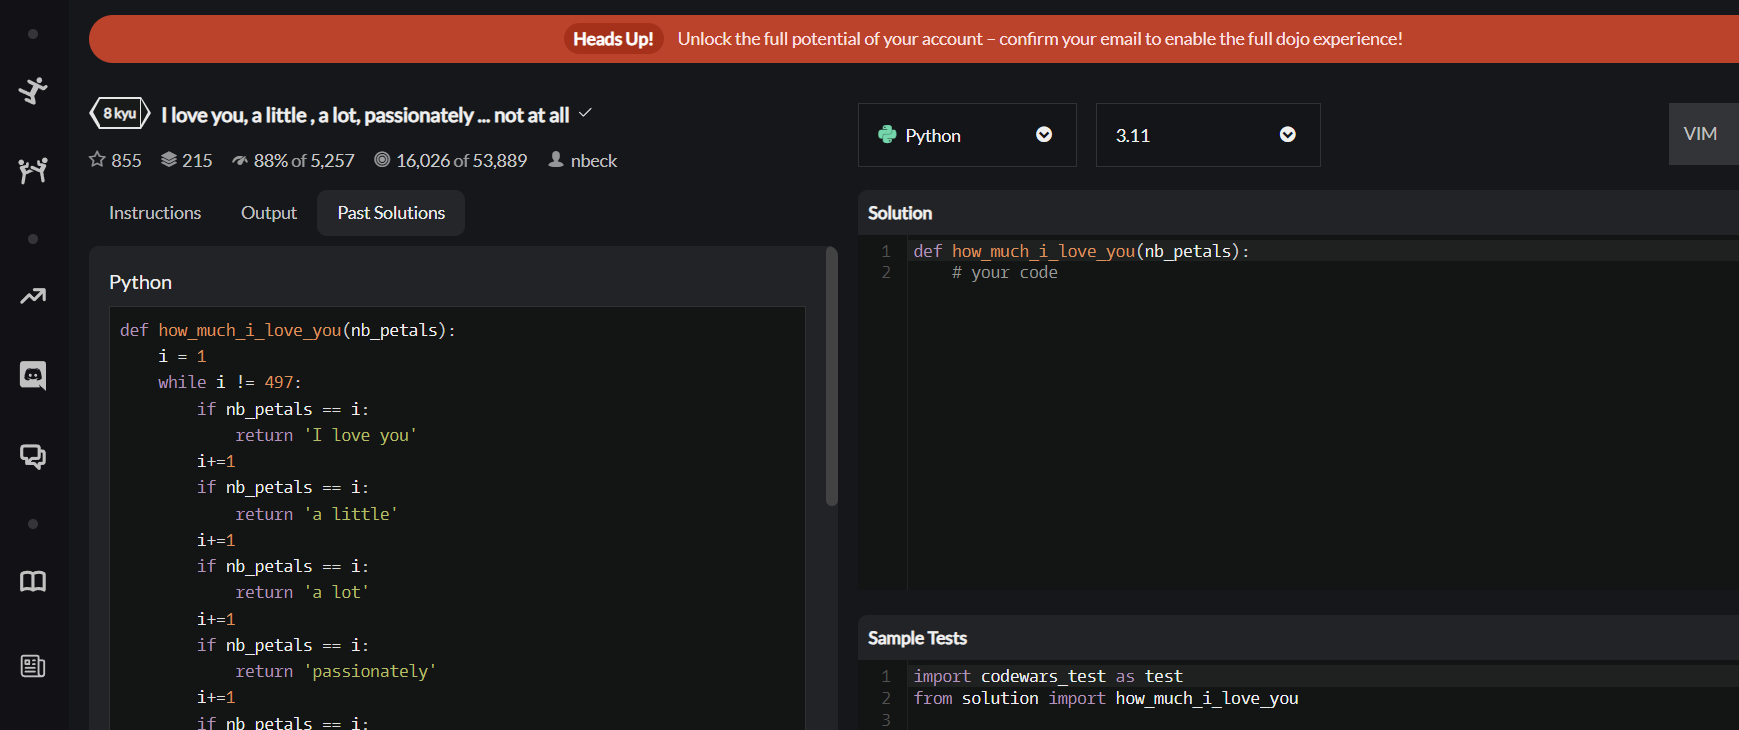 Heads Up! Unlock the full potential of your account – confirm your email to enable the full dojo experience!
8 kyu I love you, a little , a lot, passionately ... not at all
855 215 88% of 5,257 16,026 of 53,889 nbeck
Instructions Output Past Solutions
Python
def how_much_i_love_you(nb_petals):
    i = 1
    while i != 497:
        if nb_petals == i:
            return 'I love you'
        i+=1
        if nb_petals == i:
            return 'a little'
        i+=1
        if nb_petals == i:
            return 'a lot'
        i+=1
        if nb_petals == i:
            return 'passionately'
        i+=1
        if nb_petals == i:
Python 3.11 VIM
Solution
1 def how_much_i_love_you(nb_petals):
2     # your code
Sample Tests
1 import codewars_test as test
2 from solution import how_much_i_love_you
3